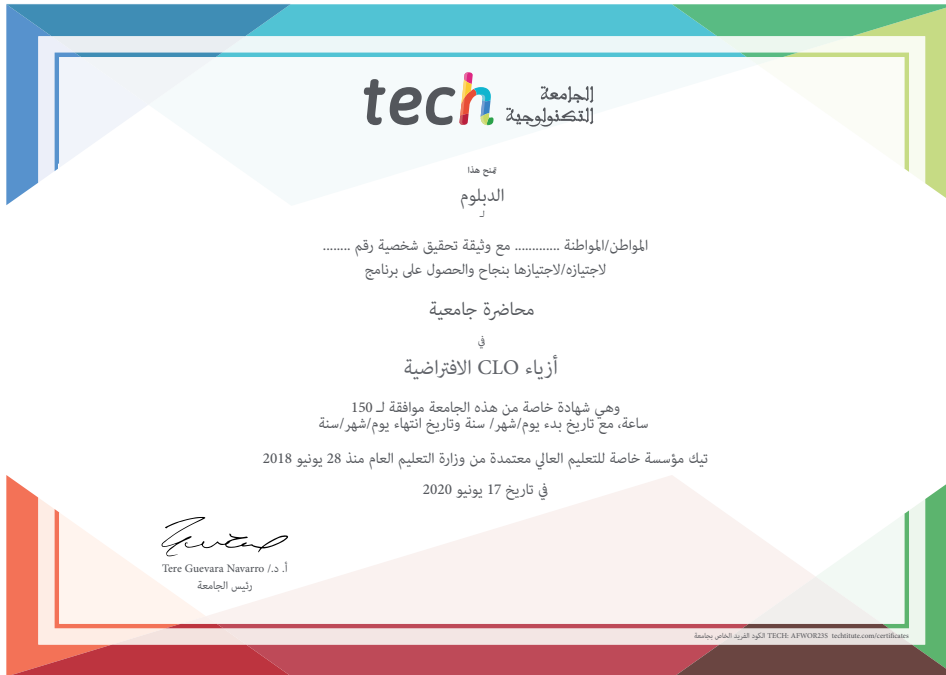 tech الجامعة
التكنولوجية
تمنح هذا
الدبلوم
لـ
المواطن/المواطنة ............. مع وثيقة تحقيق شخصية رقم ........
لاجتيازه/لاجتيازها بنجاح والحصول على برنامج
محاضرة جامعية
في
أزياء CLO الافتراضية
وهي شهادة خاصة من هذه الجامعة موافقة لـ 150
ساعة، مع تاريخ بدء يوم/شهر/ سنة وتاريخ انتهاء يوم/شهر/سنة
تيك مؤسسة خاصة للتعليم العالي معتمدة من وزارة التعليم العام منذ 28 يونيو 2018
في تاريخ 17 يونيو 2020
أ. د./ Tere Guevara Navarro
رئيس الجامعة
الكود الفريد الخاص بجامعة TECH: AFWOR23S techtitute.com/certificates